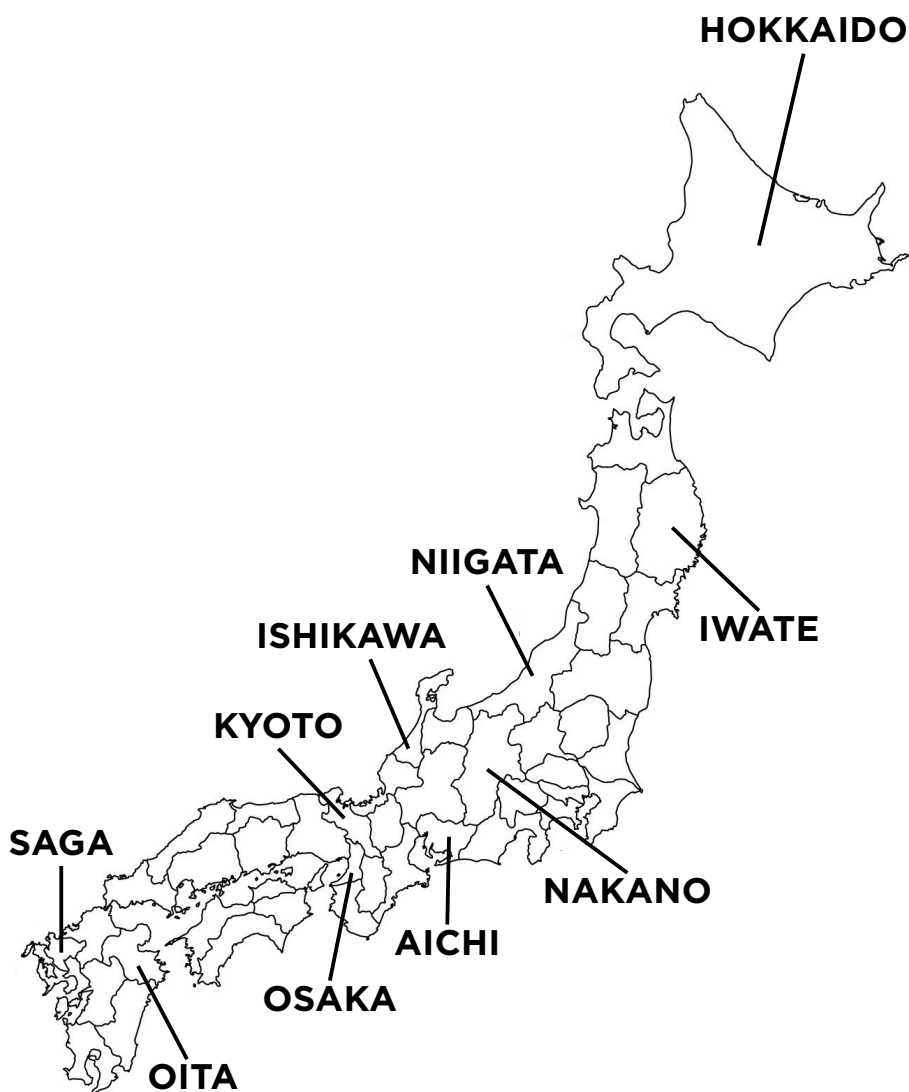 HOKKAIDO
NIIGATA
IWATE
ISHIKAWA
KYOTO
SAGA
NAKANO
AICHI
OSAKA
OITA